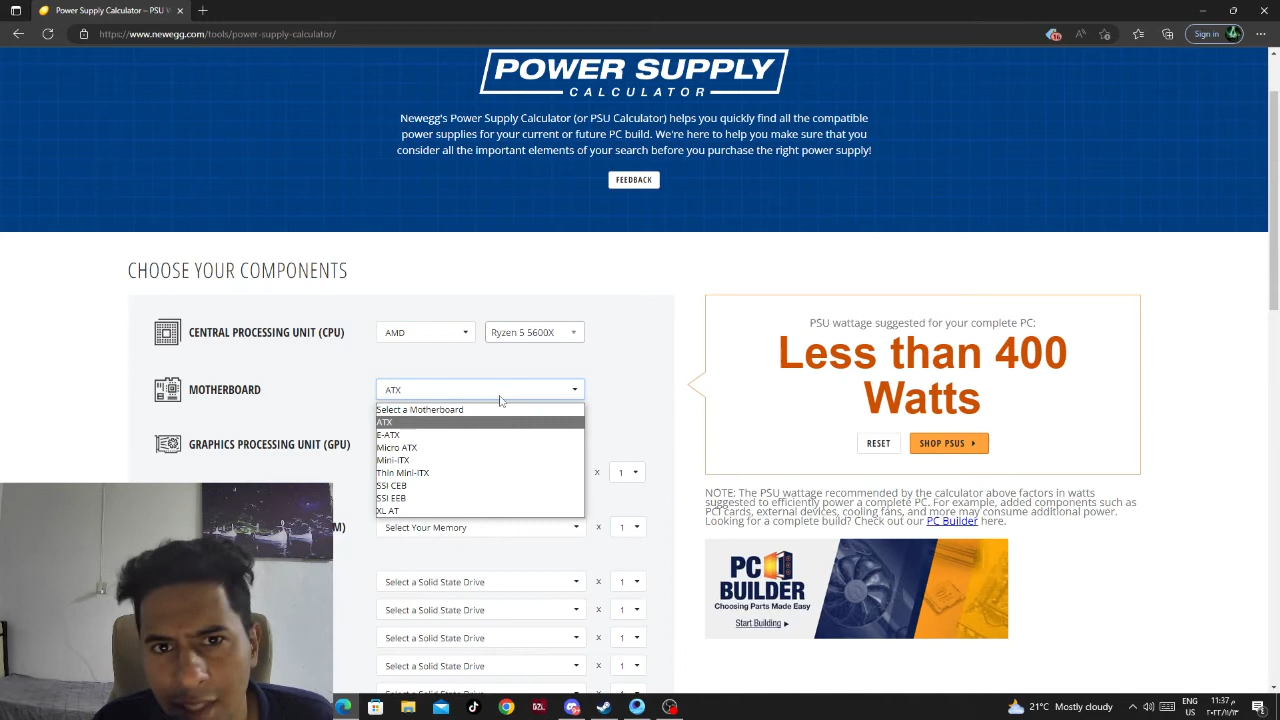 Power Supply Calculator - PSU Ca
https://www.newegg.com/tools/power-supply-calculator/
Sign in
POWER SUPPLY
CALCULATOR
Newegg's Power Supply Calculator (or PSU Calculator) helps you quickly find all the compatible
power supplies for your current or future PC build. We're here to help you make sure that you
consider all the important elements of your search before you purchase the right power supply!
FEEDBACK
CHOOSE YOUR COMPONENTS
CENTRAL PROCESSING UNIT (CPU)
AMD
Ryzen 5 5600X
MOTHERBOARD
ATX
Select a Motherboard
ATX
E-ATX
Micro ATX
Mini-ITX
Thin Mini-ITX
SSI CEB
SSI EEB
XL AT
GRAPHICS PROCESSING UNIT (GPU)
x 1
M)
Select Your Memory x 1
Select a Solid State Drive x 1
Select a Solid State Drive x 1
Select a Solid State Drive x 1
Select a Solid State Drive x 1
Select a Solid State Drive x 1
PSU wattage suggested for your complete PC:
Less than 400
Watts
RESET
SHOP PSUS
NOTE: The PSU wattage recommended by the calculator above factors in watts
suggested to efficiently power a complete PC. For example, added components such as
PCI cards, external devices, cooling fans, and more may consume additional power.
Looking for a complete build? Check out our PC Builder here.
PC
BUILDER
Choosing Parts Made Easy
Start Building
DZL
21°C Mostly cloudy
ENG
US
11:37 م